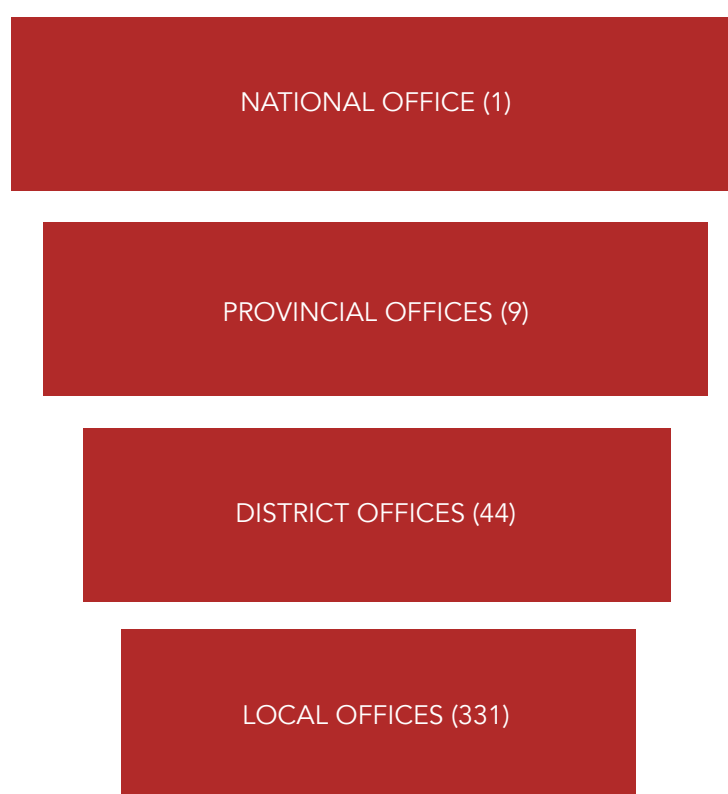 NATIONAL OFFICE (1)
PROVINCIAL OFFICES (9)
DISTRICT OFFICES (44)
LOCAL OFFICES (331)